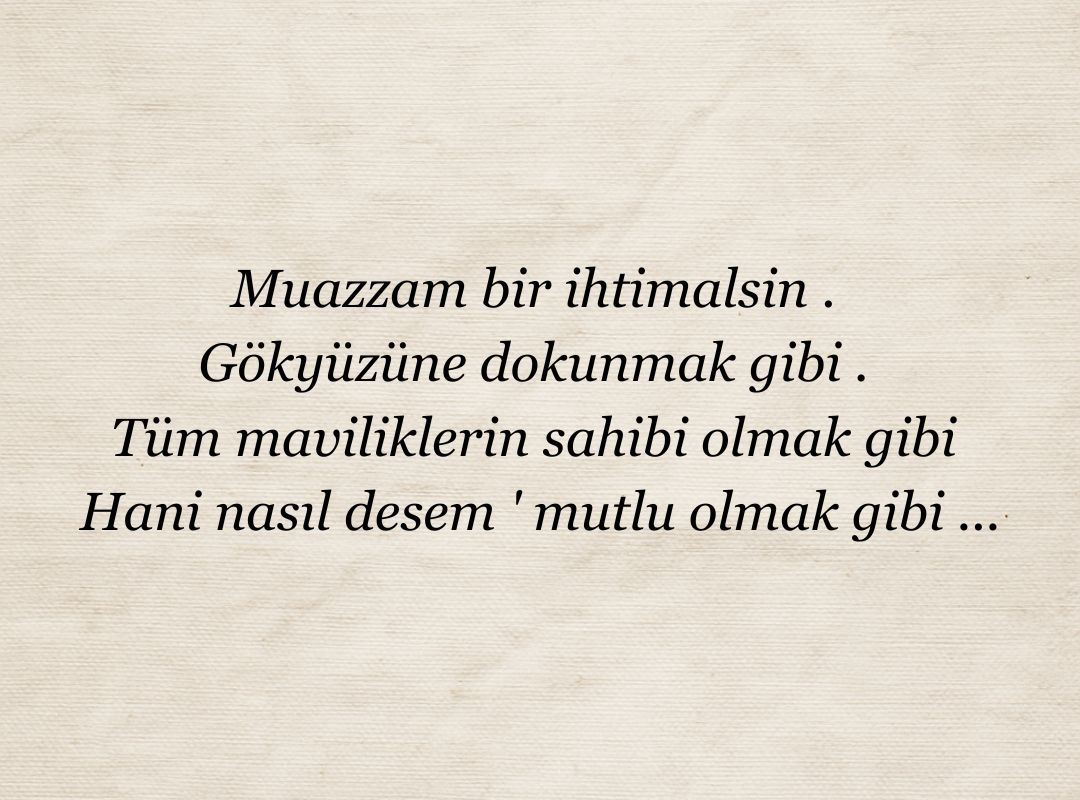 Muazzam bir ihtimalsin .
Gökyüzüne dokunmak gibi .
Tüm maviliklerin sahibi olmak gibi
Hani nasıl desem ' mutlu olmak gibi ...